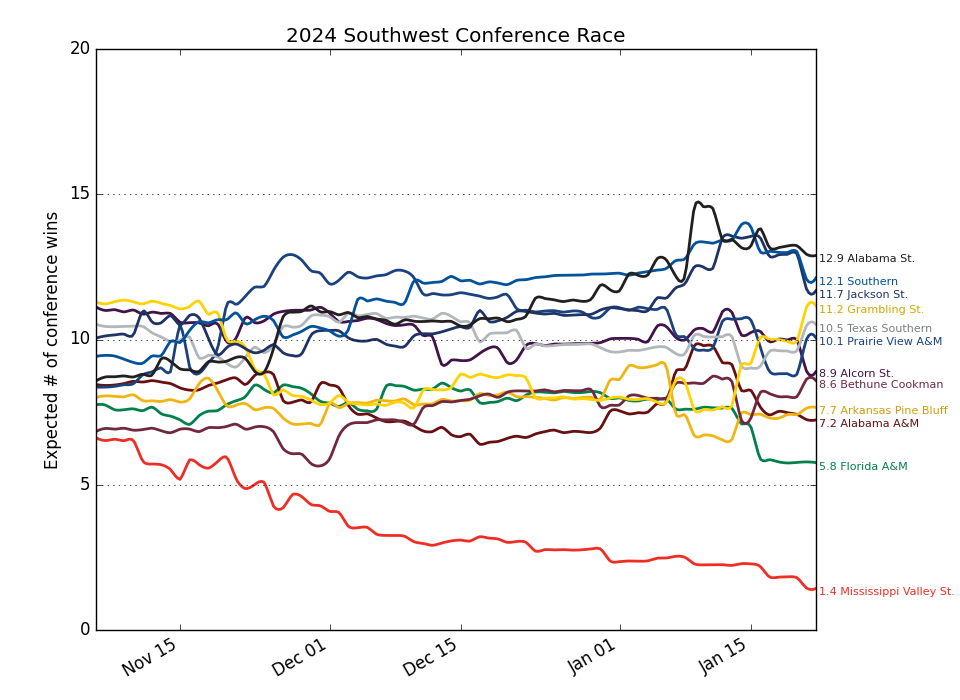 2024 Southwest Conference Race
Expected # of conference wins
20
15
10
5
0
Nov 15
Dec 01
Dec 15
Jan 01
Jan 15
12.9 Alabama St.
12.1 Southern
11.7 Jackson St.
11.2 Grambling St.
10.5 Texas Southern
10.1 Prairie View A&M
8.9 Alcorn St.
8.6 Bethune Cookman
7.7 Arkansas Pine Bluff
7.2 Alabama A&M
5.8 Florida A&M
1.4 Mississippi Valley St.